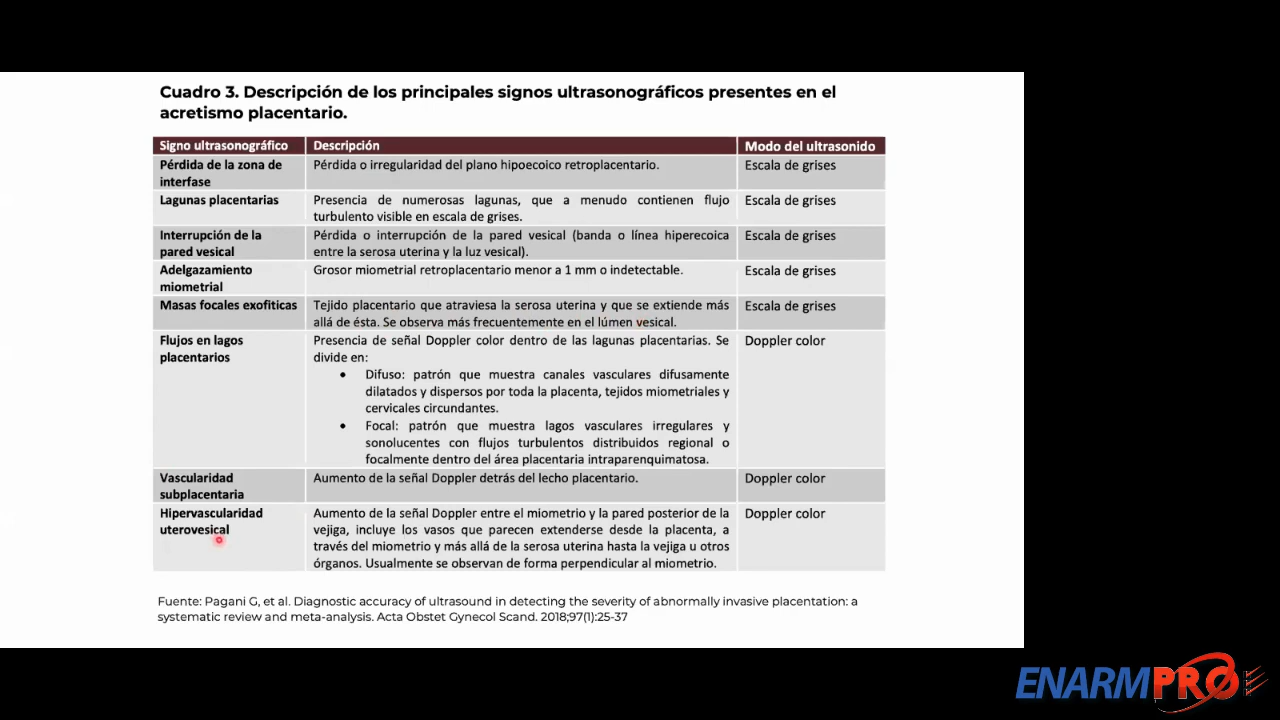 Cuadro 3. Descripción de los principales signos ultrasonográficos presentes en el
acretismo placentario.
Signo ultrasonográfico Descripción Modo del ultrasonido
Pérdida de la zona de
interfase
Pérdida o irregularidad del plano hipoecoico retroplacentario.
Escala de grises
Lagunas placentarias
Presencia de numerosas lagunas, que a menudo contienen flujo
turbulento visible en escala de grises.
Escala de grises
Interrupción de la
pared vesical
Pérdida o interrupción de la pared vesical (banda o línea hiperecoica
entre la serosa uterina y la luz vesical).
Escala de grises
Adelgazamiento
miometrial
Grosor miometrial retroplacentario menor a 1 mm o indetectable.
Escala de grises
Masas focales exofiticas
Tejido placentario que atraviesa la serosa uterina y que se extiende más
allá de ésta. Se observa más frecuentemente en el lúmen vesical.
Escala de grises
Flujos en lagos
placentarios
Presencia de señal Doppler color dentro de las lagunas placentarias. Se
divide en:
• Difuso: patrón que muestra canales vasculares difusamente
dilatados y dispersos por toda la placenta, tejidos miometriales y
cervicales circundantes.
• Focal: patrón que muestra lagos vasculares irregulares y
sonolucentes con flujos turbulentos distribuidos regional o
focalmente dentro del área placentaria intraparenquimatosa.
Doppler color
Vascularidad
subplacentaria
Aumento de la señal Doppler detrás del lecho placentario.
Doppler color
Hipervascularidad
uterovesical
Aumento de la señal Doppler entre el miometrio y la pared posterior de la
vejiga, incluye los vasos que parecen extenderse desde la placenta, a
través del miometrio y más allá de la serosa uterina hasta la vejiga u otros
órganos. Usualmente se observan de forma perpendicular al miometrio.
Doppler color
Fuente: Pagani G, et al. Diagnostic accuracy of ultrasound in detecting the severity of abnormally invasive placentation: a
systematic review and meta-analysis. Acta Obstet Gynecol Scand. 2018;97(1):25-37
ENARMPRO